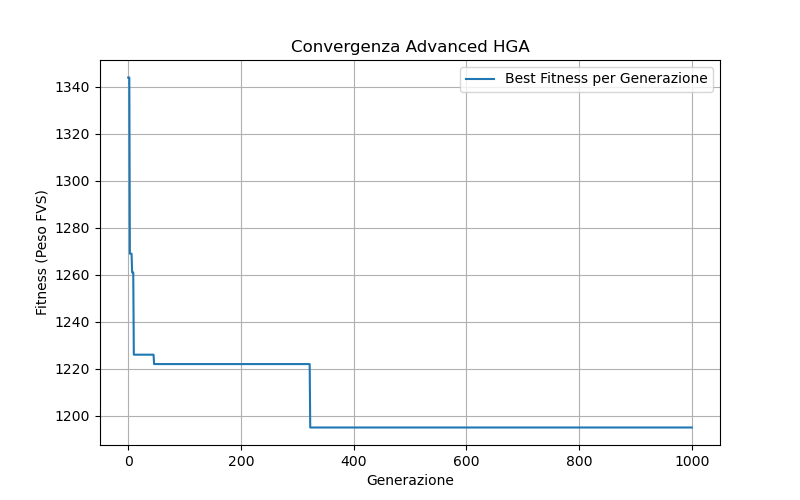 Convergenza Advanced HGA
Best Fitness per Generazione
Fitness (Peso FVS)
1340
1320
1300
1280
1260
1240
1220
1200
0 200 400 600 800 1000
Generazione